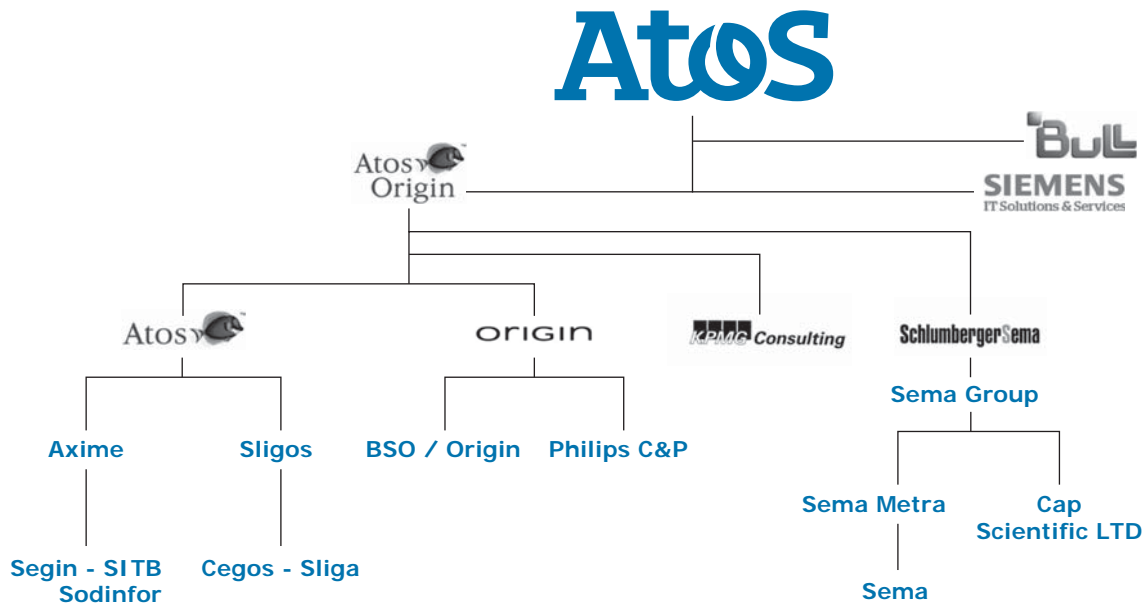 Atos
Bull
Atos
Origin
SIEMENS
IT Solutions & Services
Atos
origin
KPMG Consulting
SchlumbergerSema
Sema Group
Axime
Sligos
BSO / Origin
Philips C&P
Sema Metra
Cap
Scientific LTD
Segin - SITB
Sodinfor
Cegos - Sliga
Sema